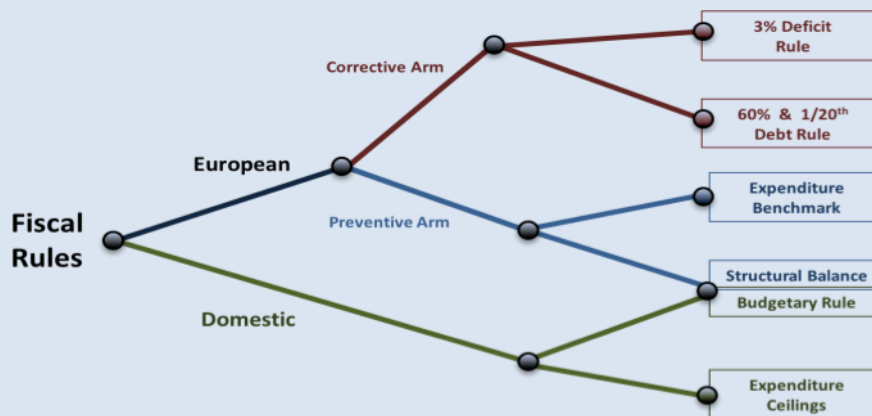 3% Deficit
Rule
Corrective Arm
60% & 1/20th
Debt Rule
European
Expenditure
Benchmark
Fiscal
Rules
Preventive Arm
Structural Balance
Budgetary Rule
Domestic
Expenditure
Ceilings